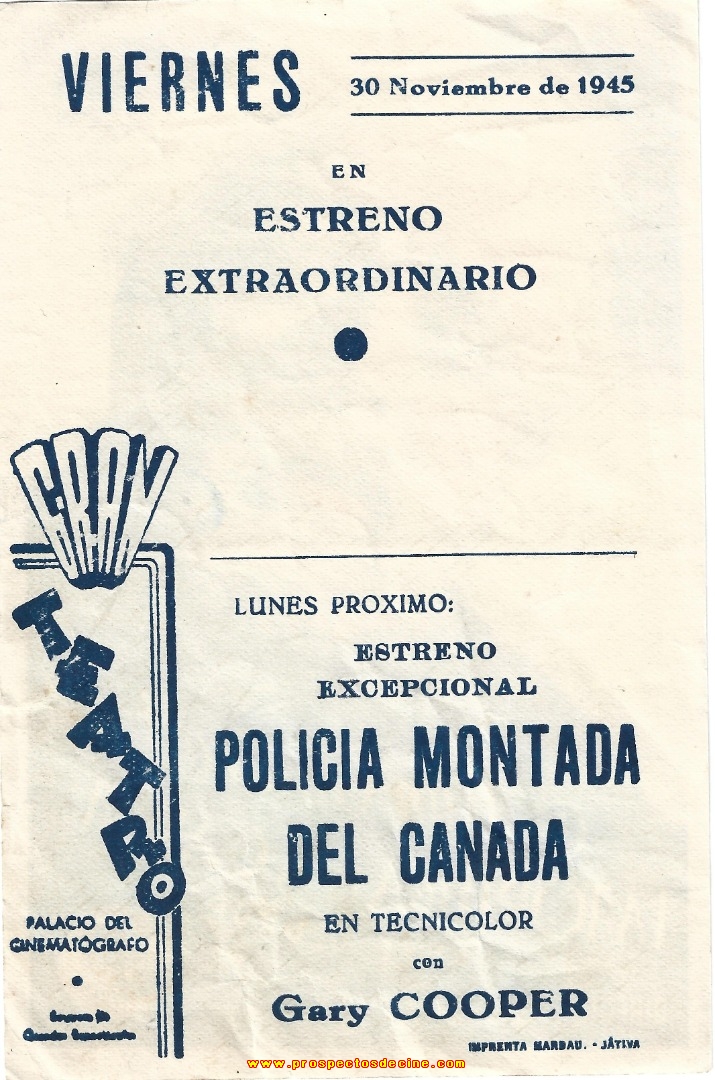 VIERNES
30 Noviembre de 1945
EN
ESTRENO
EXTRAORDINARIO
GRAN
TEATRO
PALACIO DEL
CINEMATÓGRAFO
LUNES PROXIMO:
ESTRENO
EXCEPCIONAL
POLICIA MONTADA
DEL CANADA
EN TECNICOLOR
con
Gary COOPER
IMPRENTA MARDAU. - JÁTIVA
www.prospectosdecine.com